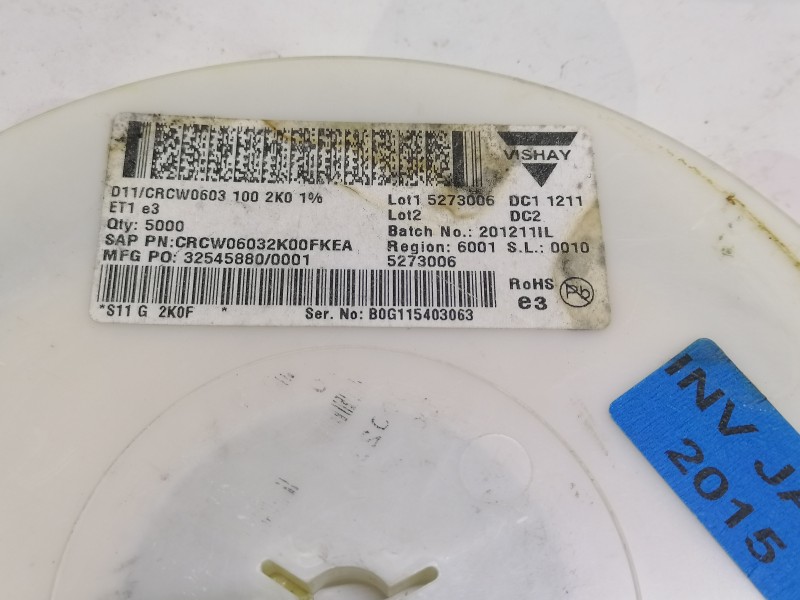 VISHAY
D11/CRCW0603 100 2K0 1%
ET1 e3
Qty: 5000
SAP PN:CRCW06032K00FKEA
MFG PO: 32545880/0001
Lot1 5273006 DC1 1211
Lot2 DC2
Batch No.: 201211IL
Region: 6001 S.L.: 0010
5273006
RoHS
e3 Pb
*S11 G 2K0F *
Ser. No: B0G115403063
INV JA
2015